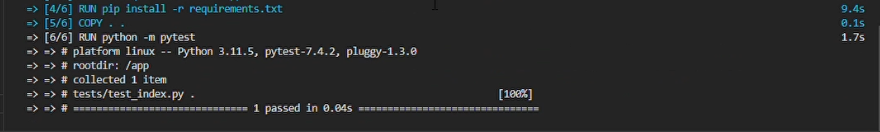 => [4/6] RUN pip install -r requirements.txt 9.4s
=> [5/6] COPY . . 0.1s
=> [6/6] RUN python -m pytest 1.7s
=> => # platform linux -- Python 3.11.5, pytest-7.4.2, pluggy-1.3.0
=> => # rootdir: /app
=> => # collected 1 item
=> => # tests/test_index.py . [100%]
=> => # ============================== 1 passed in 0.04s ===============================